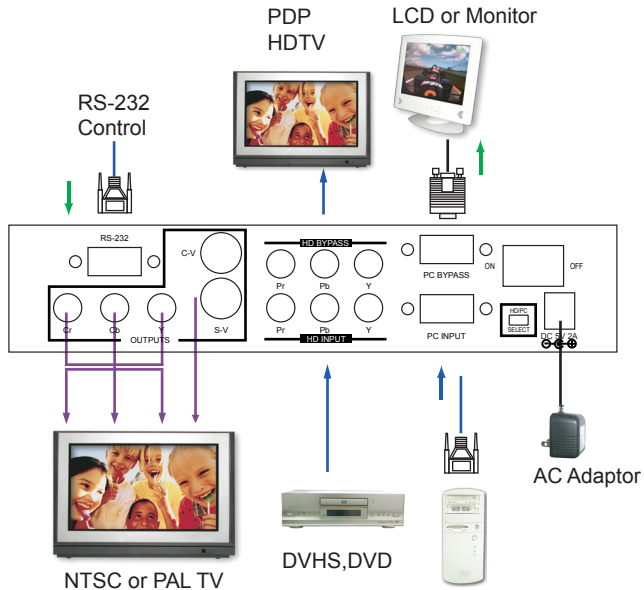 PDP
HDTV
LCD or Monitor
RS-232
Control
RS-232
C-V
S-V
Cr
Cb
Y
OUTPUTS
HD BYPASS
Pr
Pb
Y
Pr
Pb
Y
HD INPUT
PC BYPASS
PC INPUT
ON
OFF
HD/PC
SELECT
DC 5V 2A
AC Adaptor
NTSC or PAL TV
DVHS,DVD